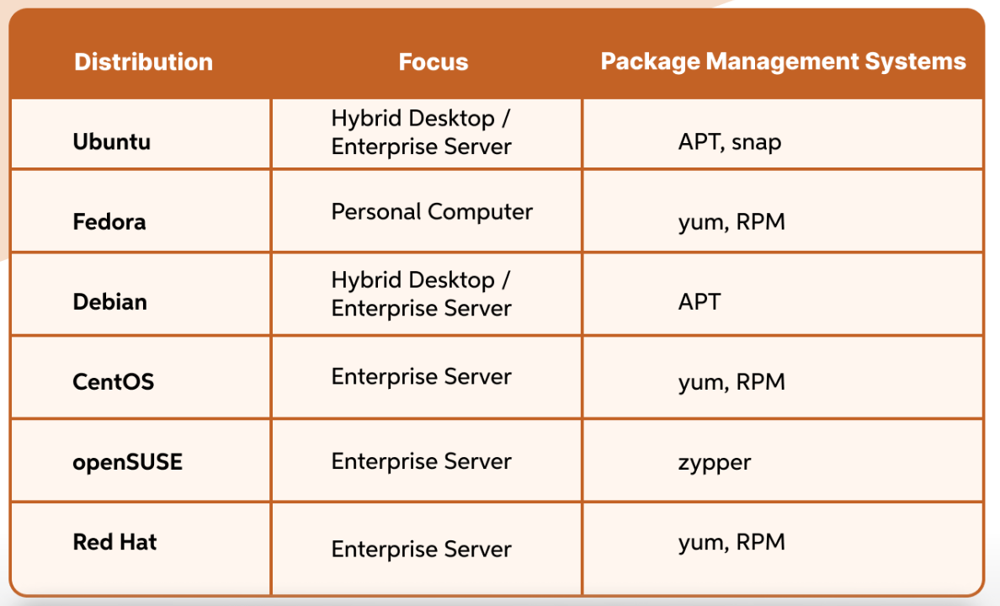 Distribution Focus Package Management Systems
Ubuntu Hybrid Desktop / Enterprise Server APT, snap
Fedora Personal Computer yum, RPM
Debian Hybrid Desktop / Enterprise Server APT
CentOS Enterprise Server yum, RPM
openSUSE Enterprise Server zypper
Red Hat Enterprise Server yum, RPM